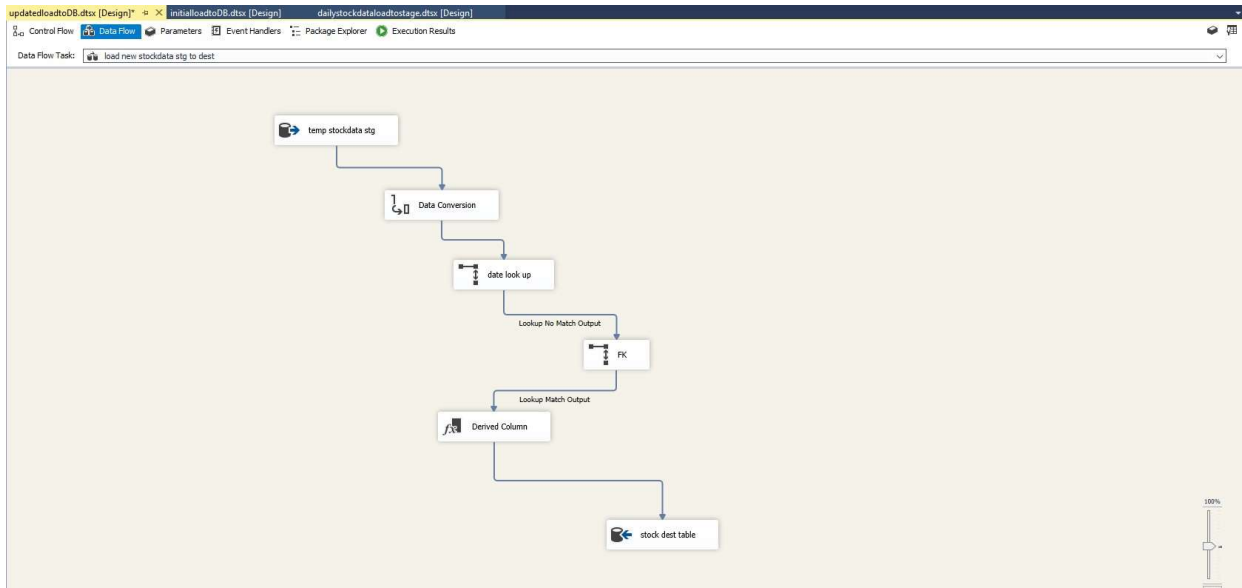 updatedloadtoDB.dtsx [Design]* initialloadtoDB.dtsx [Design] dailystockdataloadtostage.dtsx [Design]
Control Flow Data Flow Parameters Event Handlers Package Explorer Execution Results
Data Flow Task: load new stockdata stg to dest
temp stockdata stg
Data Conversion
date look up
Lookup No Match Output
FK
Lookup Match Output
Derived Column
stock dest table
100%